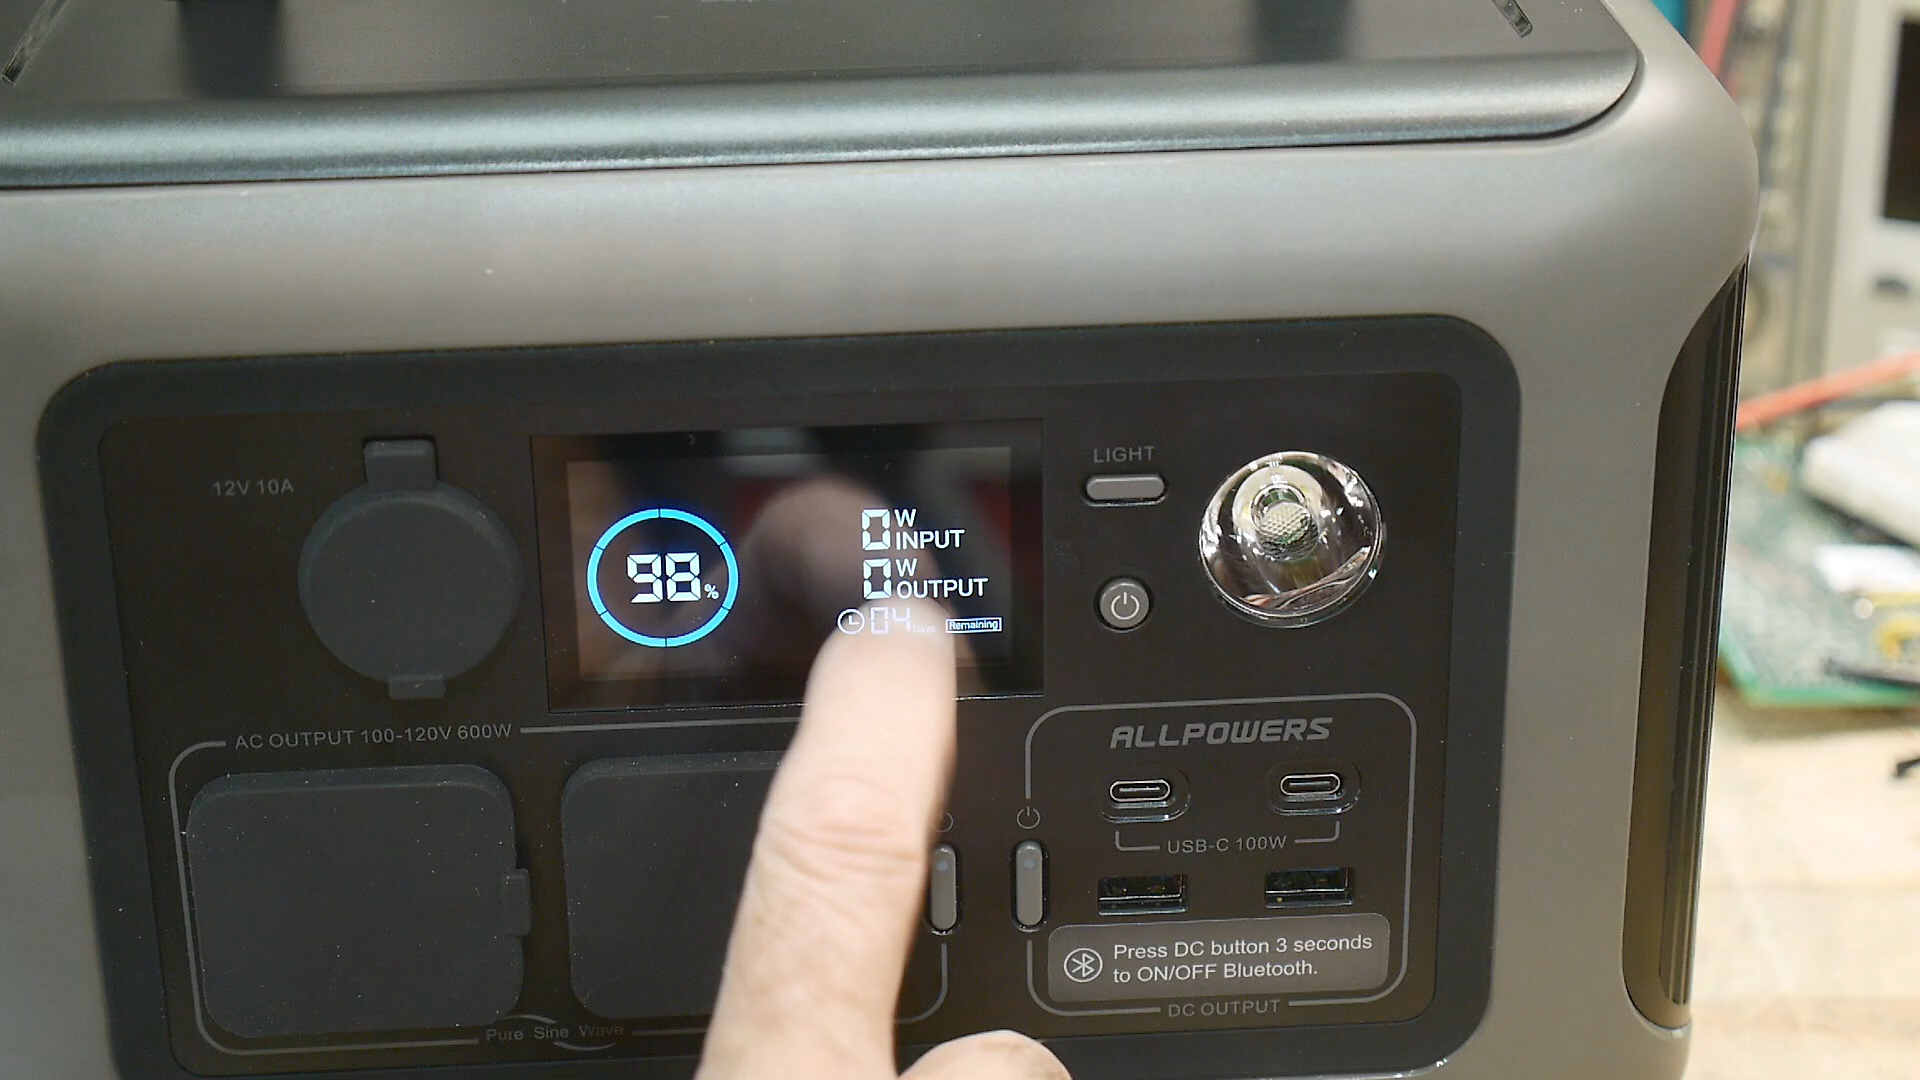 12V 10A
98%
0 W
INPUT
0 W
OUTPUT
04 Days Remaining
LIGHT
AC OUTPUT 100-120V 600W
Pure Sine Wave
ALLPOWERS
USB-C 100W
Press DC button 3 seconds
to ON/OFF Bluetooth.
DC OUTPUT